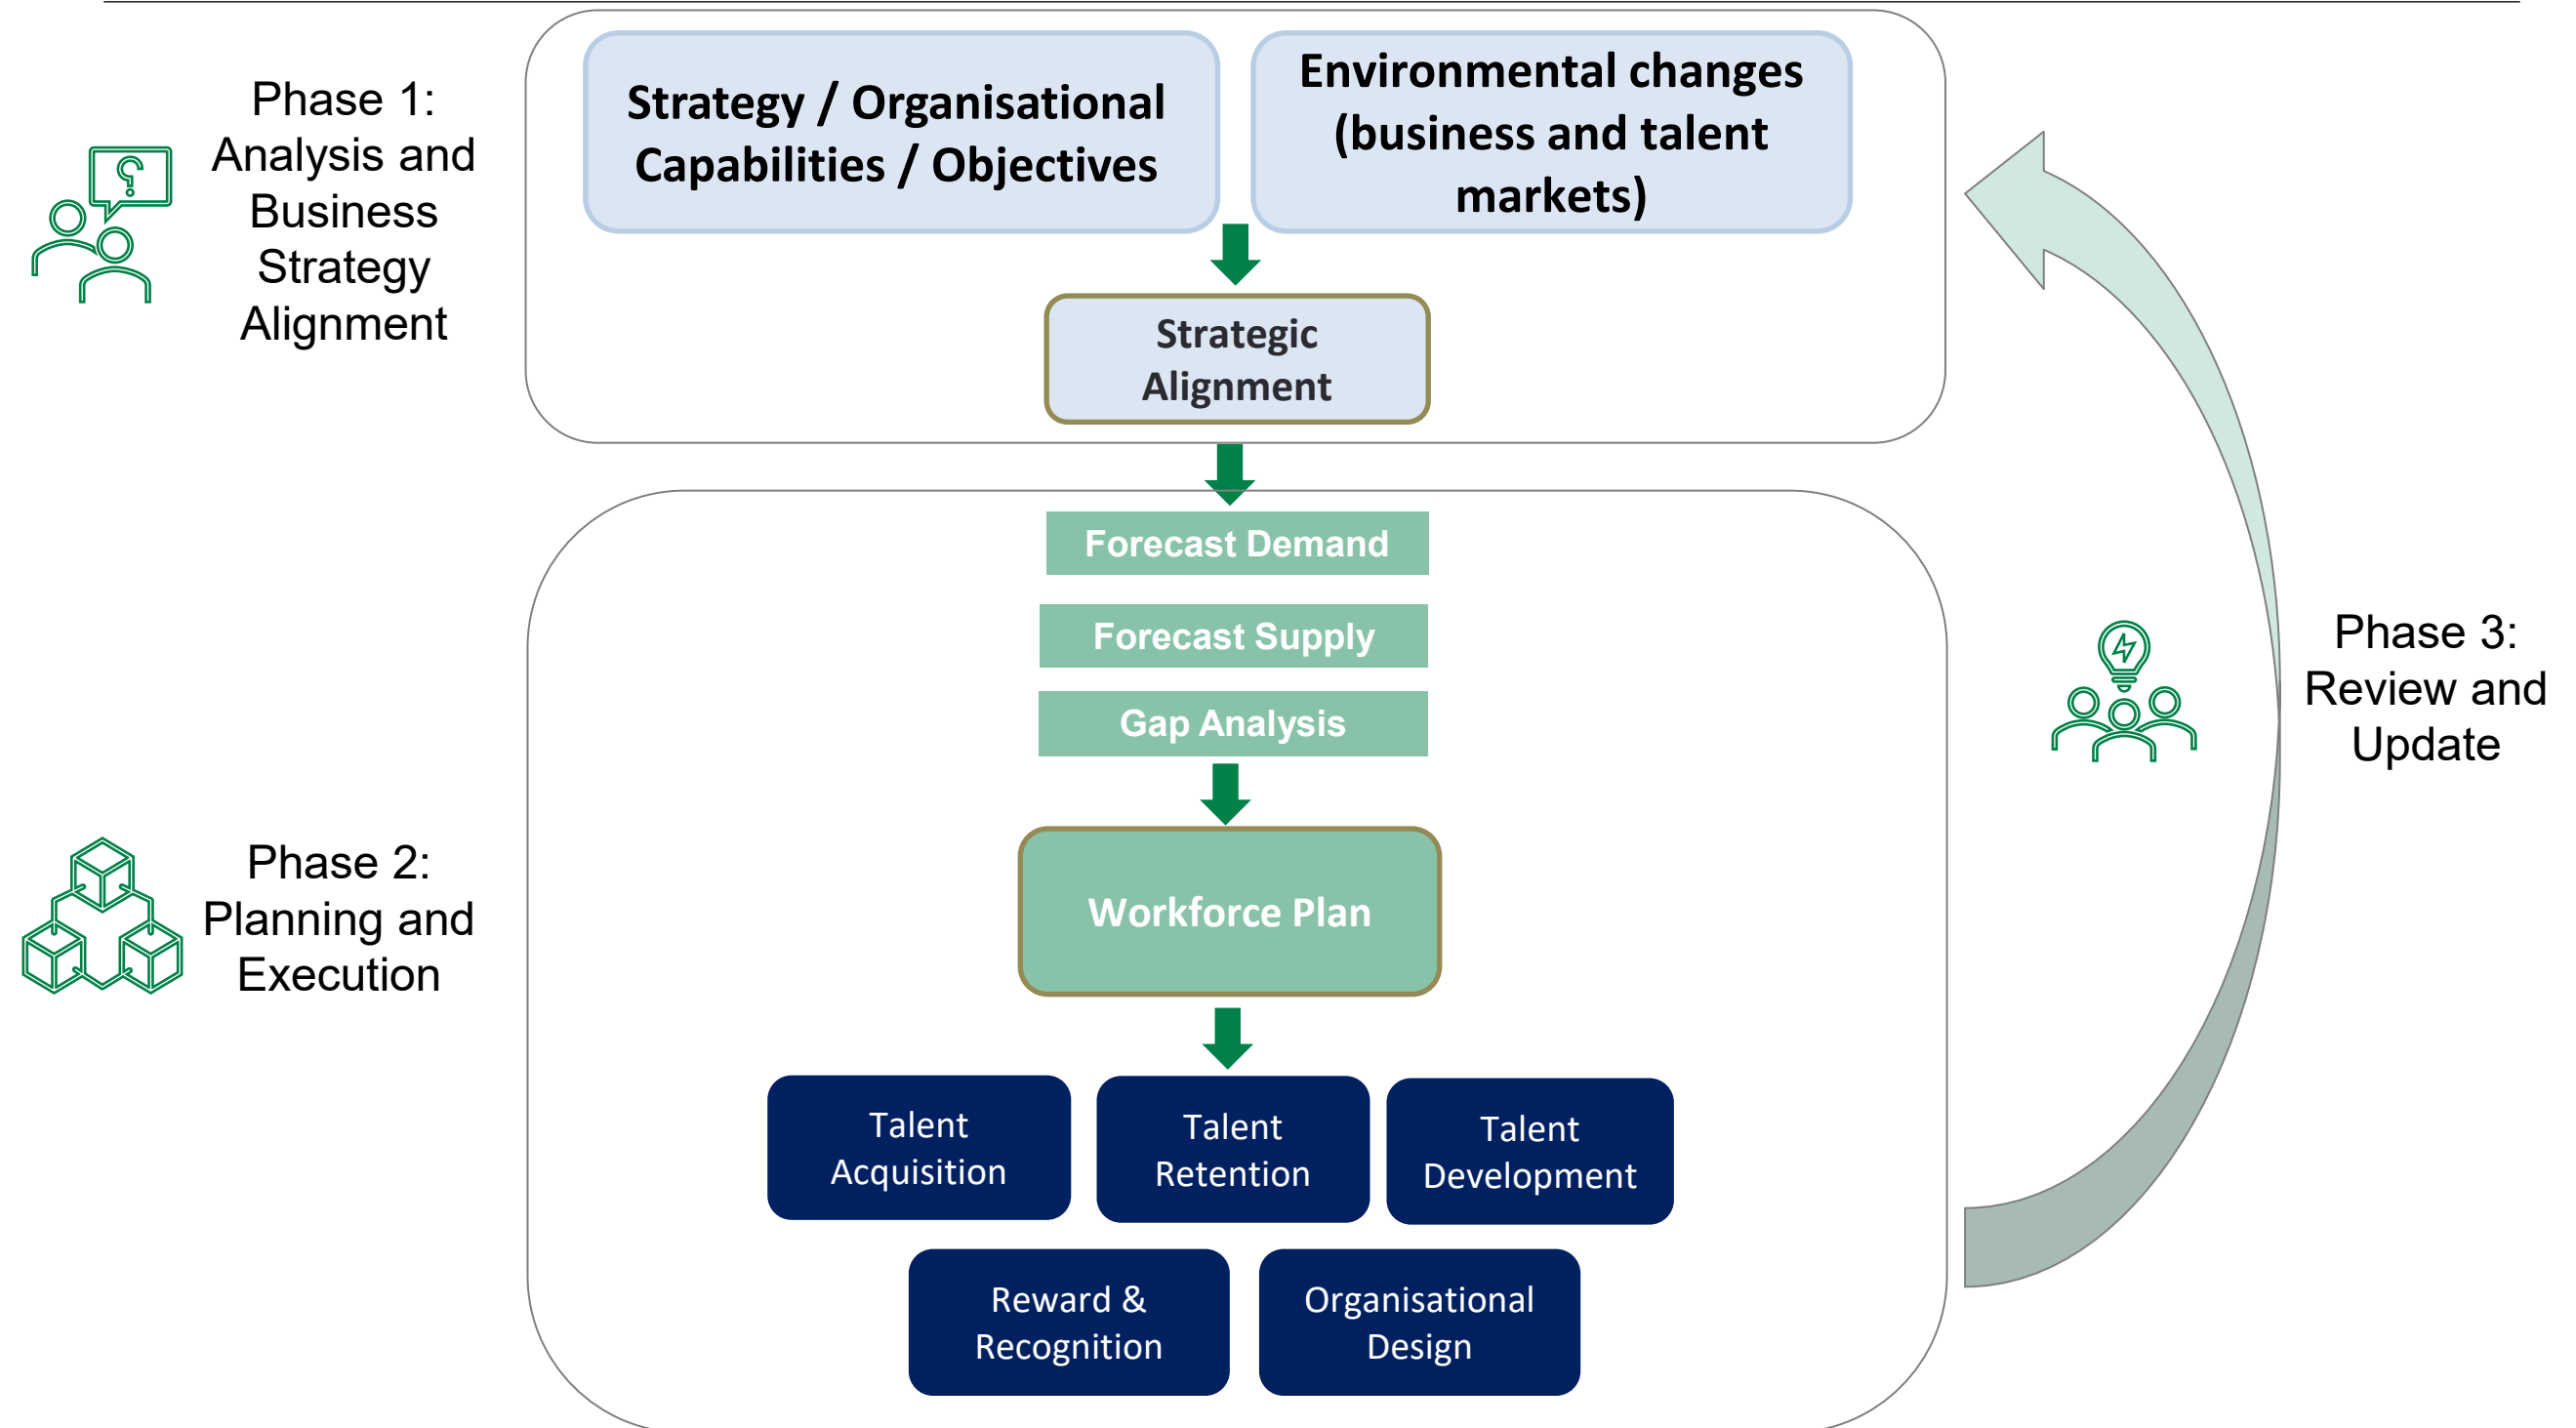 Phase 1:
Analysis and
Business
Strategy
Alignment
Strategy / Organisational
Capabilities / Objectives
Environmental changes
(business and talent
markets)
Strategic
Alignment
Forecast Demand
Forecast Supply
Gap Analysis
Phase 2:
Planning and
Execution
Workforce Plan
Talent
Acquisition
Talent
Retention
Talent
Development
Reward &
Recognition
Organisational
Design
Phase 3:
Review and
Update